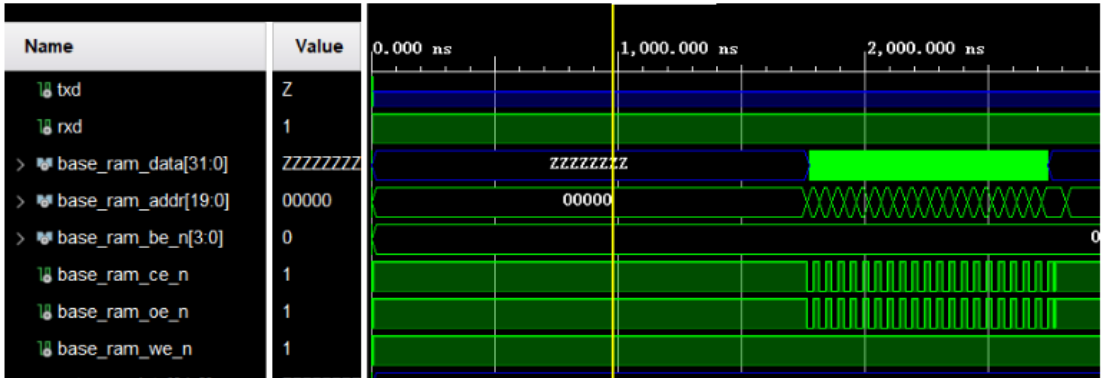 Name Value 0.000 ns 1,000.000 ns 2,000.000 ns
txd Z
rxd 1
> base_ram_data[31:0] ZZZZZZZZ ZZZZZZZZ
> base_ram_addr[19:0] 00000 00000
> base_ram_be_n[3:0] 0 0
base_ram_ce_n 1
base_ram_oe_n 1
base_ram_we_n 1